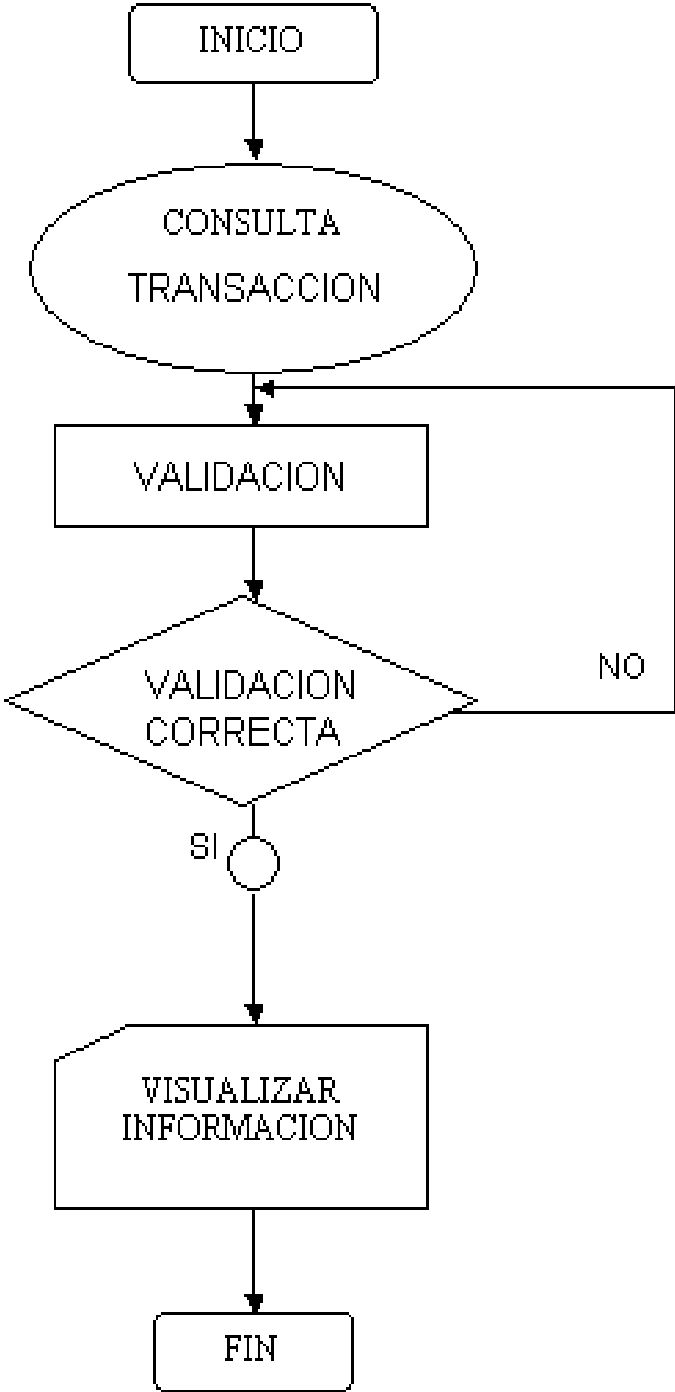 INICIO
CONSULTA
TRANSACCION
VALIDACION
VALIDACION
CORRECTA
NO
SI
VISUALIZAR
INFORMACION
FIN